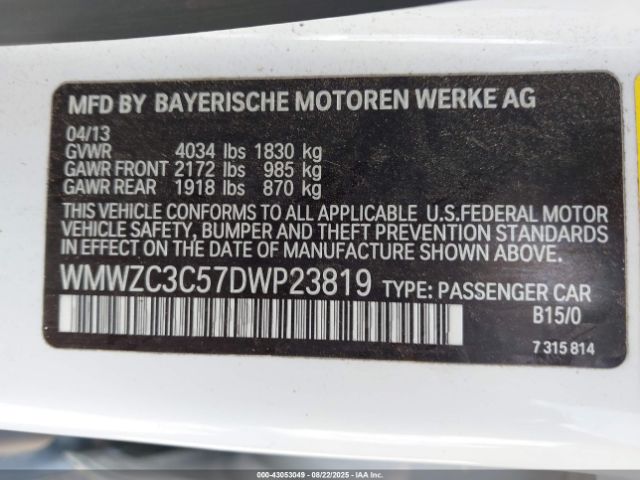 MFD BY BAYERISCHE MOTOREN WERKE AG
04/13
GVWR 4034 lbs 1830 kg
GAWR FRONT 2172 lbs 985 kg
GAWR REAR 1918 lbs 870 kg
THIS VEHICLE CONFORMS TO ALL APPLICABLE U.S.FEDERAL MOTOR
VEHICLE SAFETY, BUMPER AND THEFT PREVENTION STANDARDS
IN EFFECT ON THE DATE OF MANUFACTURE SHOWN ABOVE.
WMWZC3C57DWP23819 TYPE: PASSENGER CAR
B15/0
7 315 814
000-43053049 - 08/22/2025 - IAAI.COM